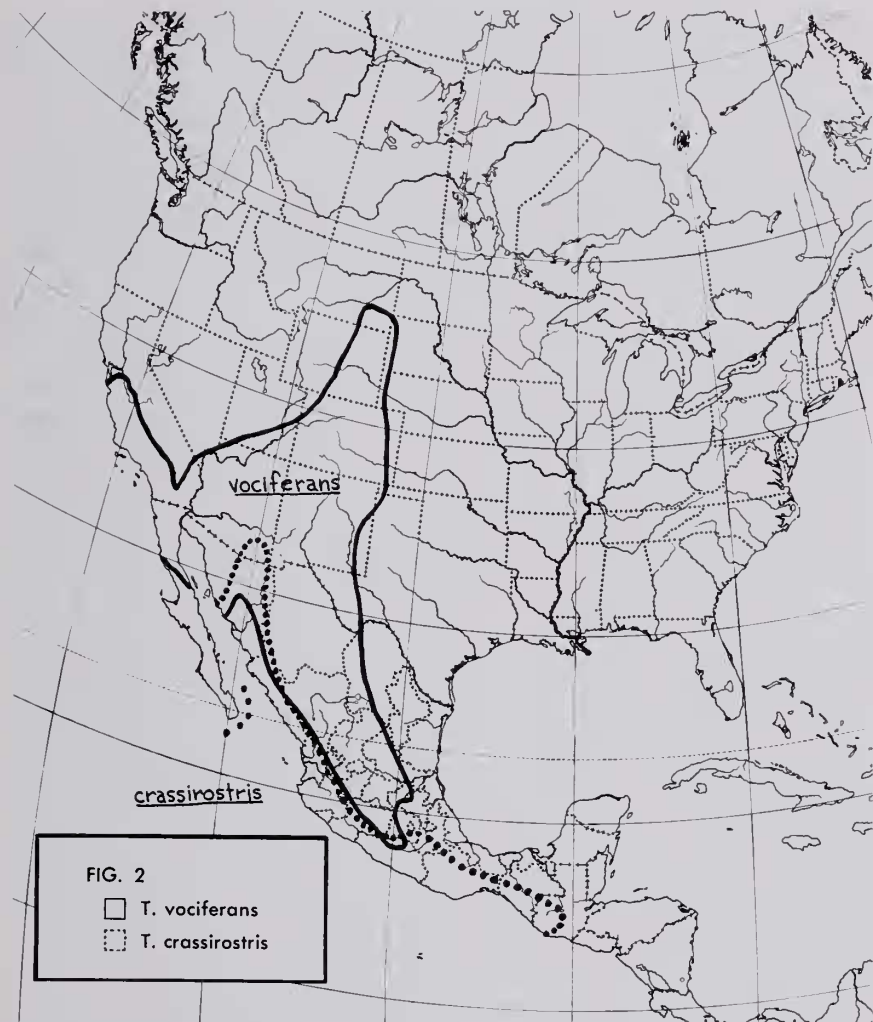 vociferans
crassirostris
FIG. 2
T. vociferans
T. crassirostris